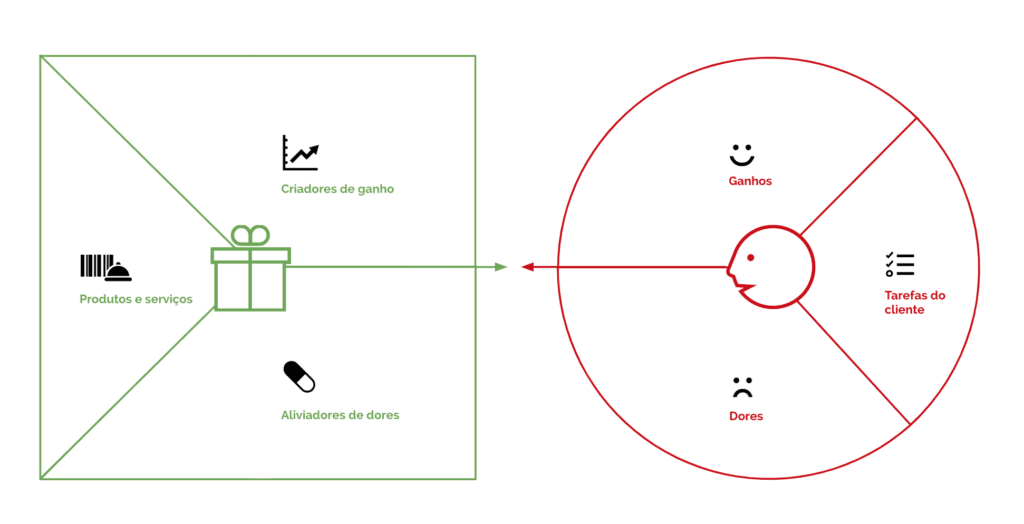 Criadores de ganho
Produtos e serviços
Aliviadores de dores
Ganhos
Tarefas do
cliente
Dores